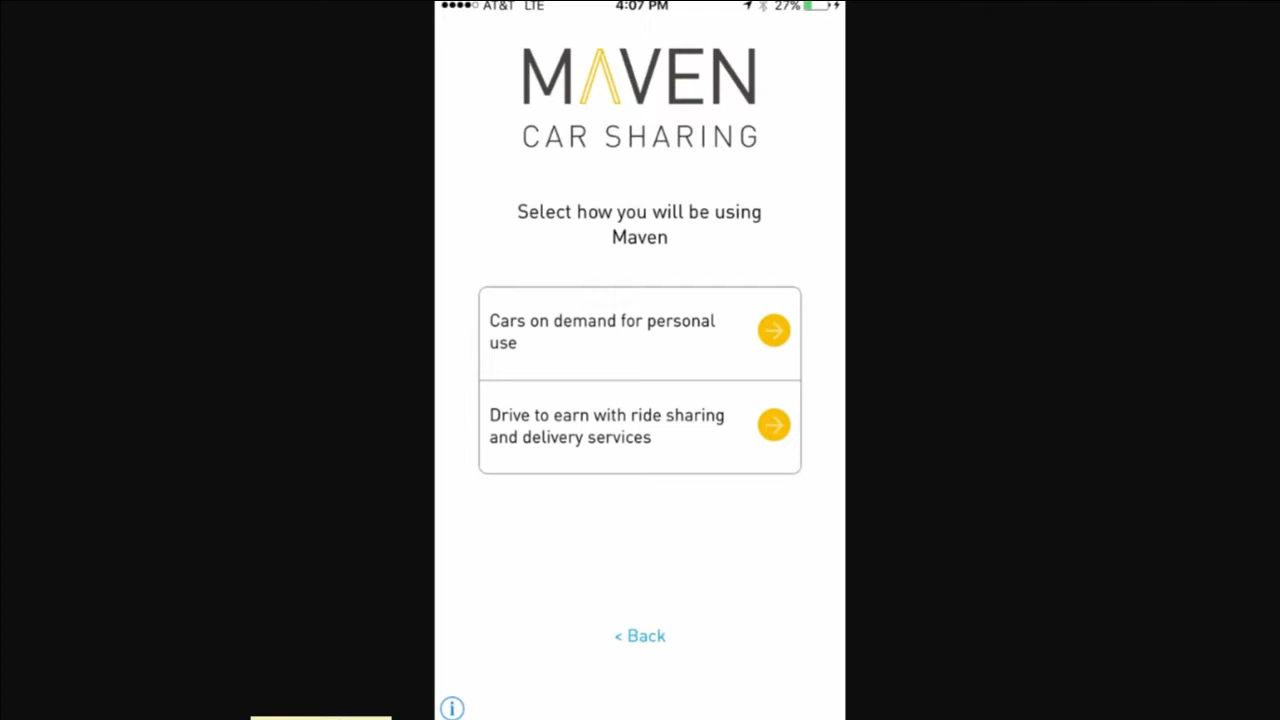 AT&T LTE 4:07 PM 27%
MAVEN
CAR SHARING
Select how you will be using
Maven
Cars on demand for personal
use
Drive to earn with ride sharing
and delivery services
< Back
i